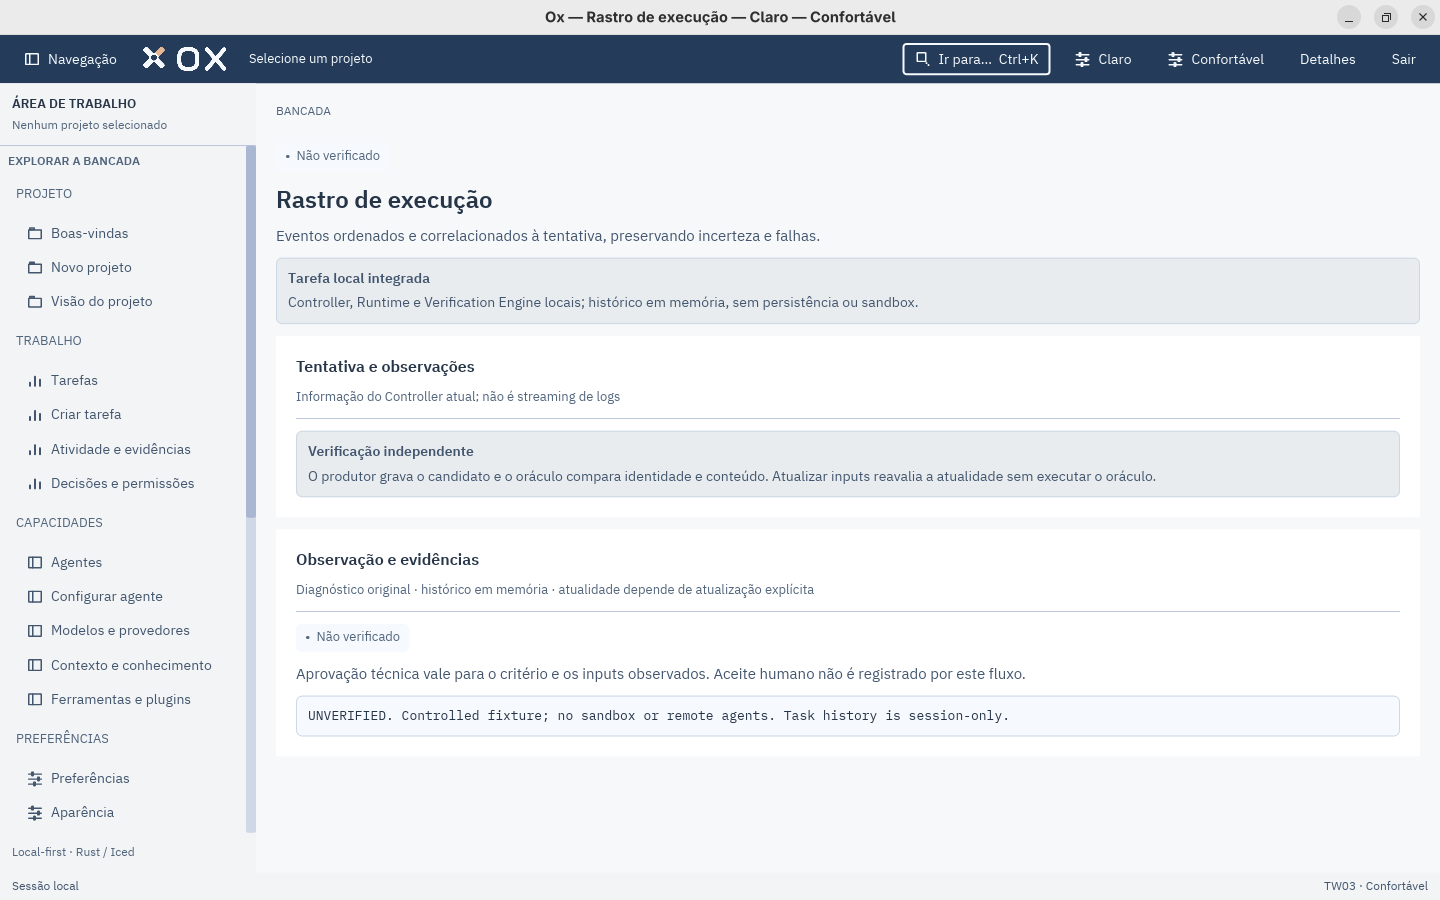 Ox — Rastro de execução — Claro — Confortável
Navegação
OX
Selecione um projeto
Ir para... Ctrl+K
Claro
Confortável
Detalhes
Sair
ÁREA DE TRABALHO
Nenhum projeto selecionado
EXPLORAR A BANCADA
PROJETO
Boas-vindas
Novo projeto
Visão do projeto
TRABALHO
Tarefas
Criar tarefa
Atividade e evidências
Decisões e permissões
CAPACIDADES
Agentes
Configurar agente
Modelos e provedores
Contexto e conhecimento
Ferramentas e plugins
PREFERÊNCIAS
Preferências
Aparência
Local-first · Rust / Iced
BANCADA
• Não verificado
Rastro de execução
Eventos ordenados e correlacionados à tentativa, preservando incerteza e falhas.
Tarefa local integrada
Controller, Runtime e Verification Engine locais; histórico em memória, sem persistência ou sandbox.
Tentativa e observações
Informação do Controller atual; não é streaming de logs
Verificação independente
O produtor grava o candidato e o oráculo compara identidade e conteúdo. Atualizar inputs reavalia a atualidade sem executar o oráculo.
Observação e evidências
Diagnóstico original · histórico em memória · atualidade depende de atualização explícita
• Não verificado
Aprovação técnica vale para o critério e os inputs observados. Aceite humano não é registrado por este fluxo.
UNVERIFIED. Controlled fixture; no sandbox or remote agents. Task history is session-only.
Sessão local
TW03 · Confortável